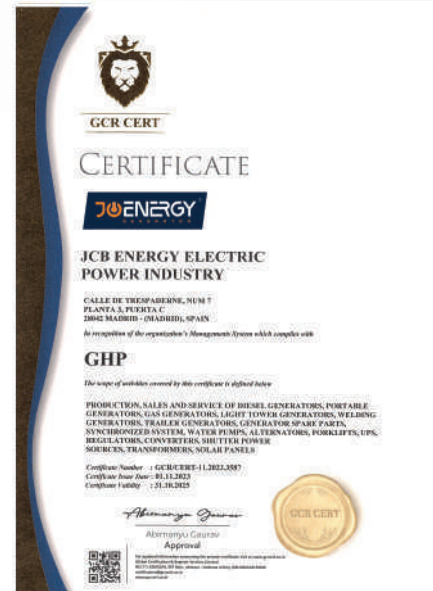 GCR CERT
CERTIFICATE
JCBENERGY
GENERATOR
JCB ENERGY ELECTRIC
POWER INDUSTRY
CALLE DE TRESPADERNE, NUM 7
PLANTA 3, PUERTA C
28042 MADRID - (MADRID), SPAIN
In recognition of the organization's Management System which complies with
GHP
The scope of activities covered by this certificate is defined below
PRODUCTION, SALES AND SERVICE OF DIESEL GENERATORS, PORTABLE
GENERATORS, GAS GENERATORS, LIGHT TOWER GENERATORS, WELDING
GENERATORS, TRAILER GENERATORS, GENERATOR SPARE PARTS,
SYNCHRONIZED SYSTEM, WATER PUMPS, ALTERNATORS, FORKLIFTS, UPS,
REGULATORS, CONVERTERS, SHUTTER POWER
SOURCES, TRANSFORMERS, SOLAR PANELS
Certificate Number : GCR/CERT-11.2023.3587
Certificate Issue Date : 01.11.2023
Certificate Validity : 31.10.2025
GCR CERT
Abimanyu Gaurav
Abimanyu Gaurav
Approval